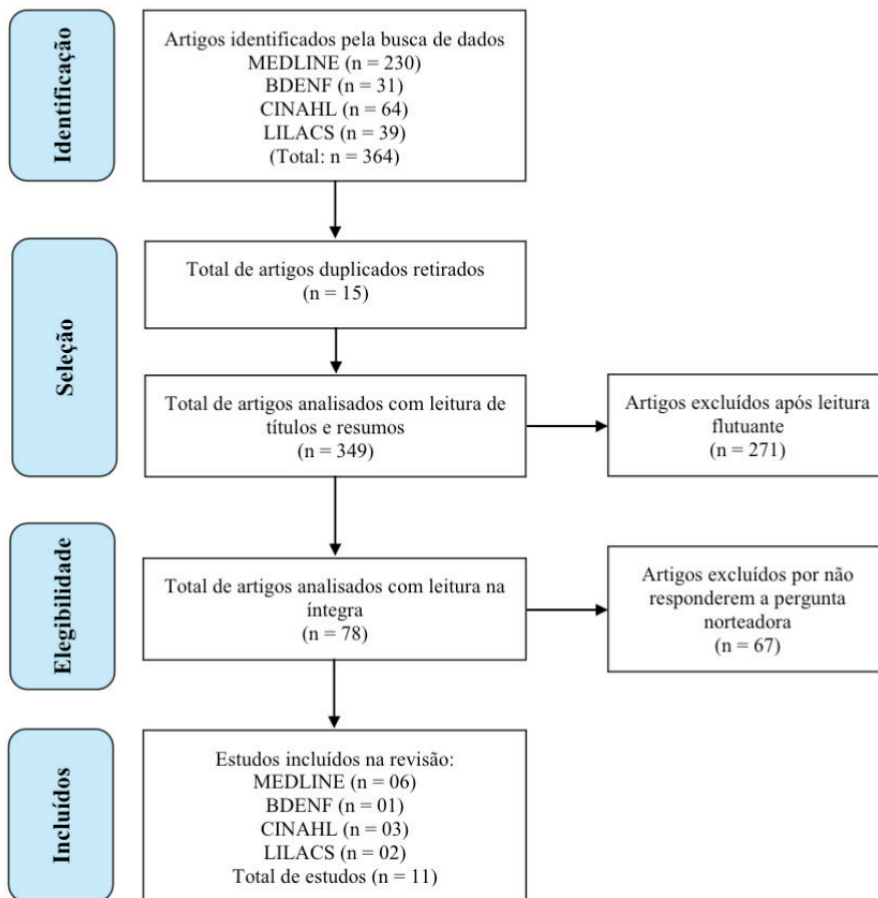 Identificação
Artigos identificados pela busca de dados
MEDLINE (n = 230)
BDENF (n = 31)
CINAHL (n = 64)
LILACS (n = 39)
(Total: n = 364)
Seleção
Total de artigos duplicados retirados
(n = 15)
Total de artigos analisados com leitura de
títulos e resumos
(n = 349)
Artigos excluídos após leitura
flutuante
(n = 271)
Elegibilidade
Total de artigos analisados com leitura na
íntegra
(n = 78)
Artigos excluídos por não
responderem a pergunta
norteadora
(n = 67)
Incluídos
Estudos incluídos na revisão:
MEDLINE (n = 06)
BDENF (n = 01)
CINAHL (n = 03)
LILACS (n = 02)
Total de estudos (n = 11)